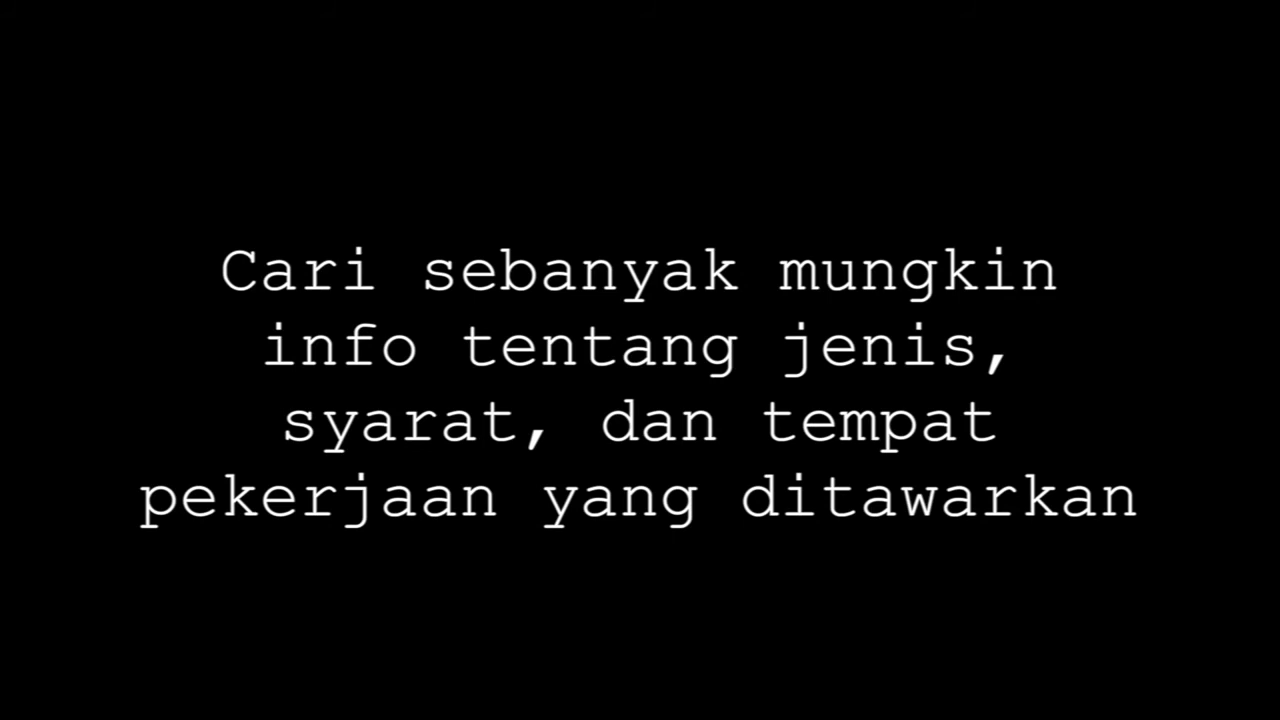 Cari sebanyak mungkin
info tentang jenis,
syarat, dan tempat
pekerjaan yang ditawarkan